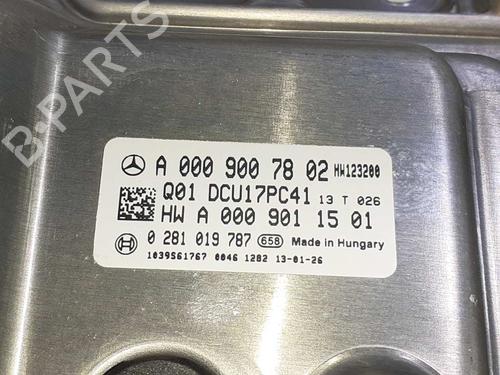 A 000 900 78 02 HW123200
Q01 DCU17PC41 13 T 026
HW A 000 901 15 01
0 281 019 787 658 Made in Hungary
1039S61767 0046 1282 13-01-26
B-PARTS